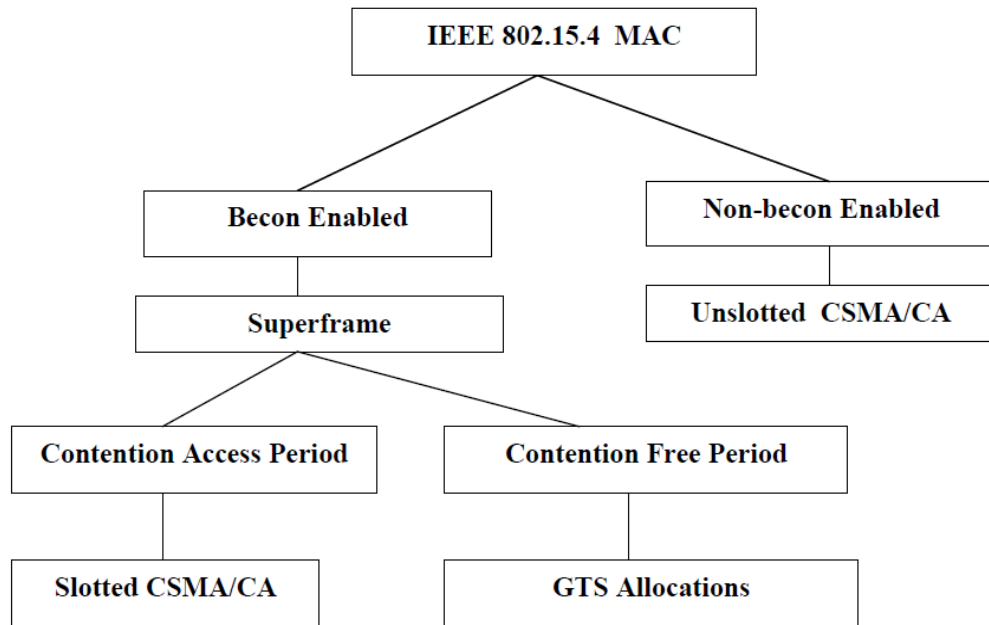 IEEE 802.15.4 MAC
Becon Enabled
Non-becon Enabled
Superframe
Unslotted CSMA/CA
Contention Access Period
Contention Free Period
Slotted CSMA/CA
GTS Allocations